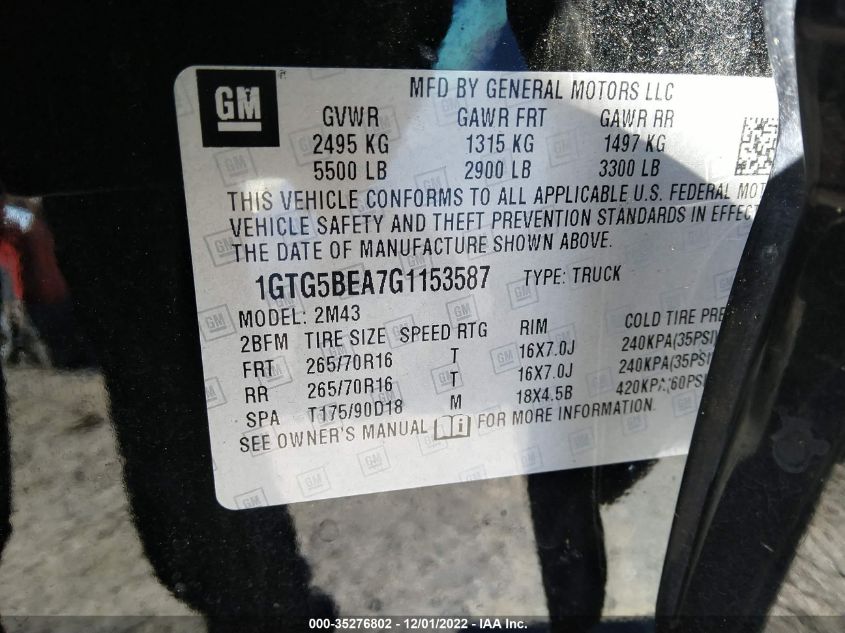 GM
MFD BY GENERAL MOTORS LLC
GVWR GAWR FRT GAWR RR
2495 KG 1315 KG 1497 KG
5500 LB 2900 LB 3300 LB
THIS VEHICLE CONFORMS TO ALL APPLICABLE U.S. FEDERAL MOT
VEHICLE SAFETY AND THEFT PREVENTION STANDARDS IN EFFEC
THE DATE OF MANUFACTURE SHOWN ABOVE.
1GTG5BEA7G1153587 TYPE: TRUCK
MODEL: 2M43
2BFM TIRE SIZE SPEED RTG RIM COLD TIRE PRE
FRT 265/70R16 T 16X7.0J 240KPA(35PSI
RR 265/70R16 T 16X7.0J 240KPA(35PSI
SPA T175/90D18 M 18X4.5B 420KPA(60PSI
SEE OWNER'S MANUAL FOR MORE INFORMATION.
000-35276802 - 12/01/2022 - © IAA Inc.